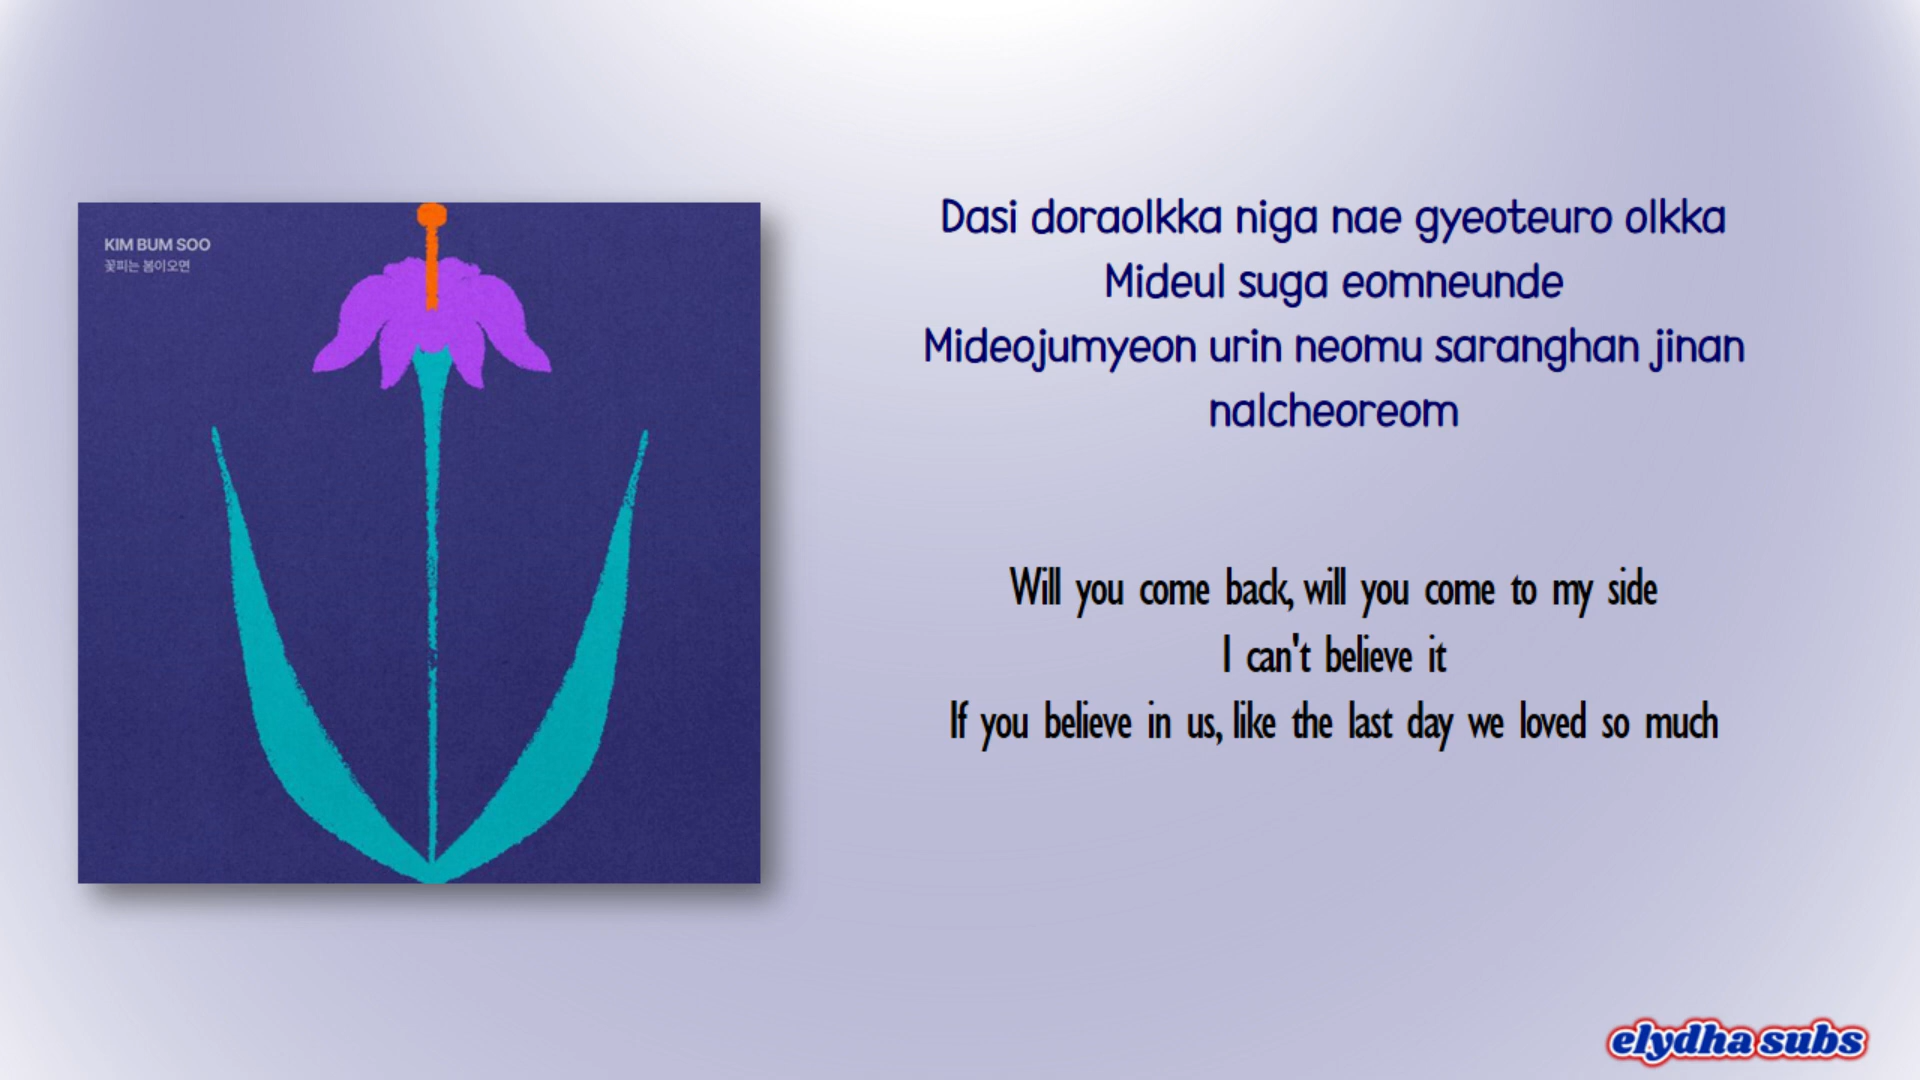 KIM BUM SOO
꽃피는 봄이오면
Dasi doraolkka niga nae gyeoteuro olkka
Mideul suga eomneunde
Mideojumyeon urin neomu saranghan jinan
nalcheoreom
Will you come back, will you come to my side
I can't believe it
If you believe in us, like the last day we loved so much
elydha subs